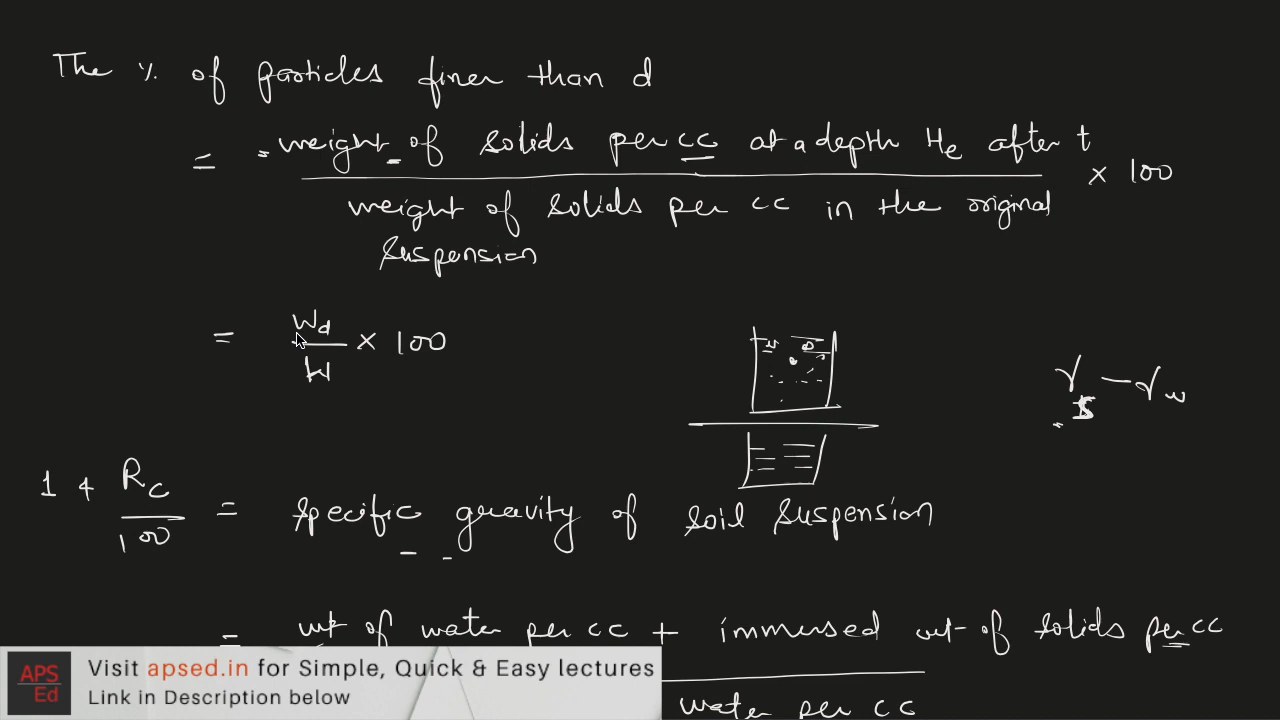 The % of particles finer than d
= weight of solids per cc at a depth He after t
× 100
weight of solids per cc in the original
suspension
= Wd × 100
W
γs – γw
1 + Rc = specific gravity of soil suspension
100
= wt of water per cc + immersed wt of solids per cc
water per cc
APS Ed
Visit apsed.in for Simple, Quick & Easy lectures
Link in Description below